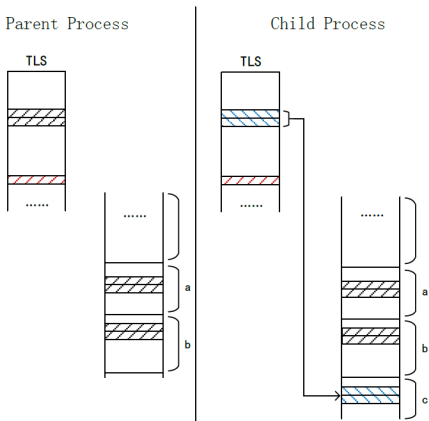 Parent Process
Child Process
TLS
TLS
......
......
......
......
a
b
a
b
c